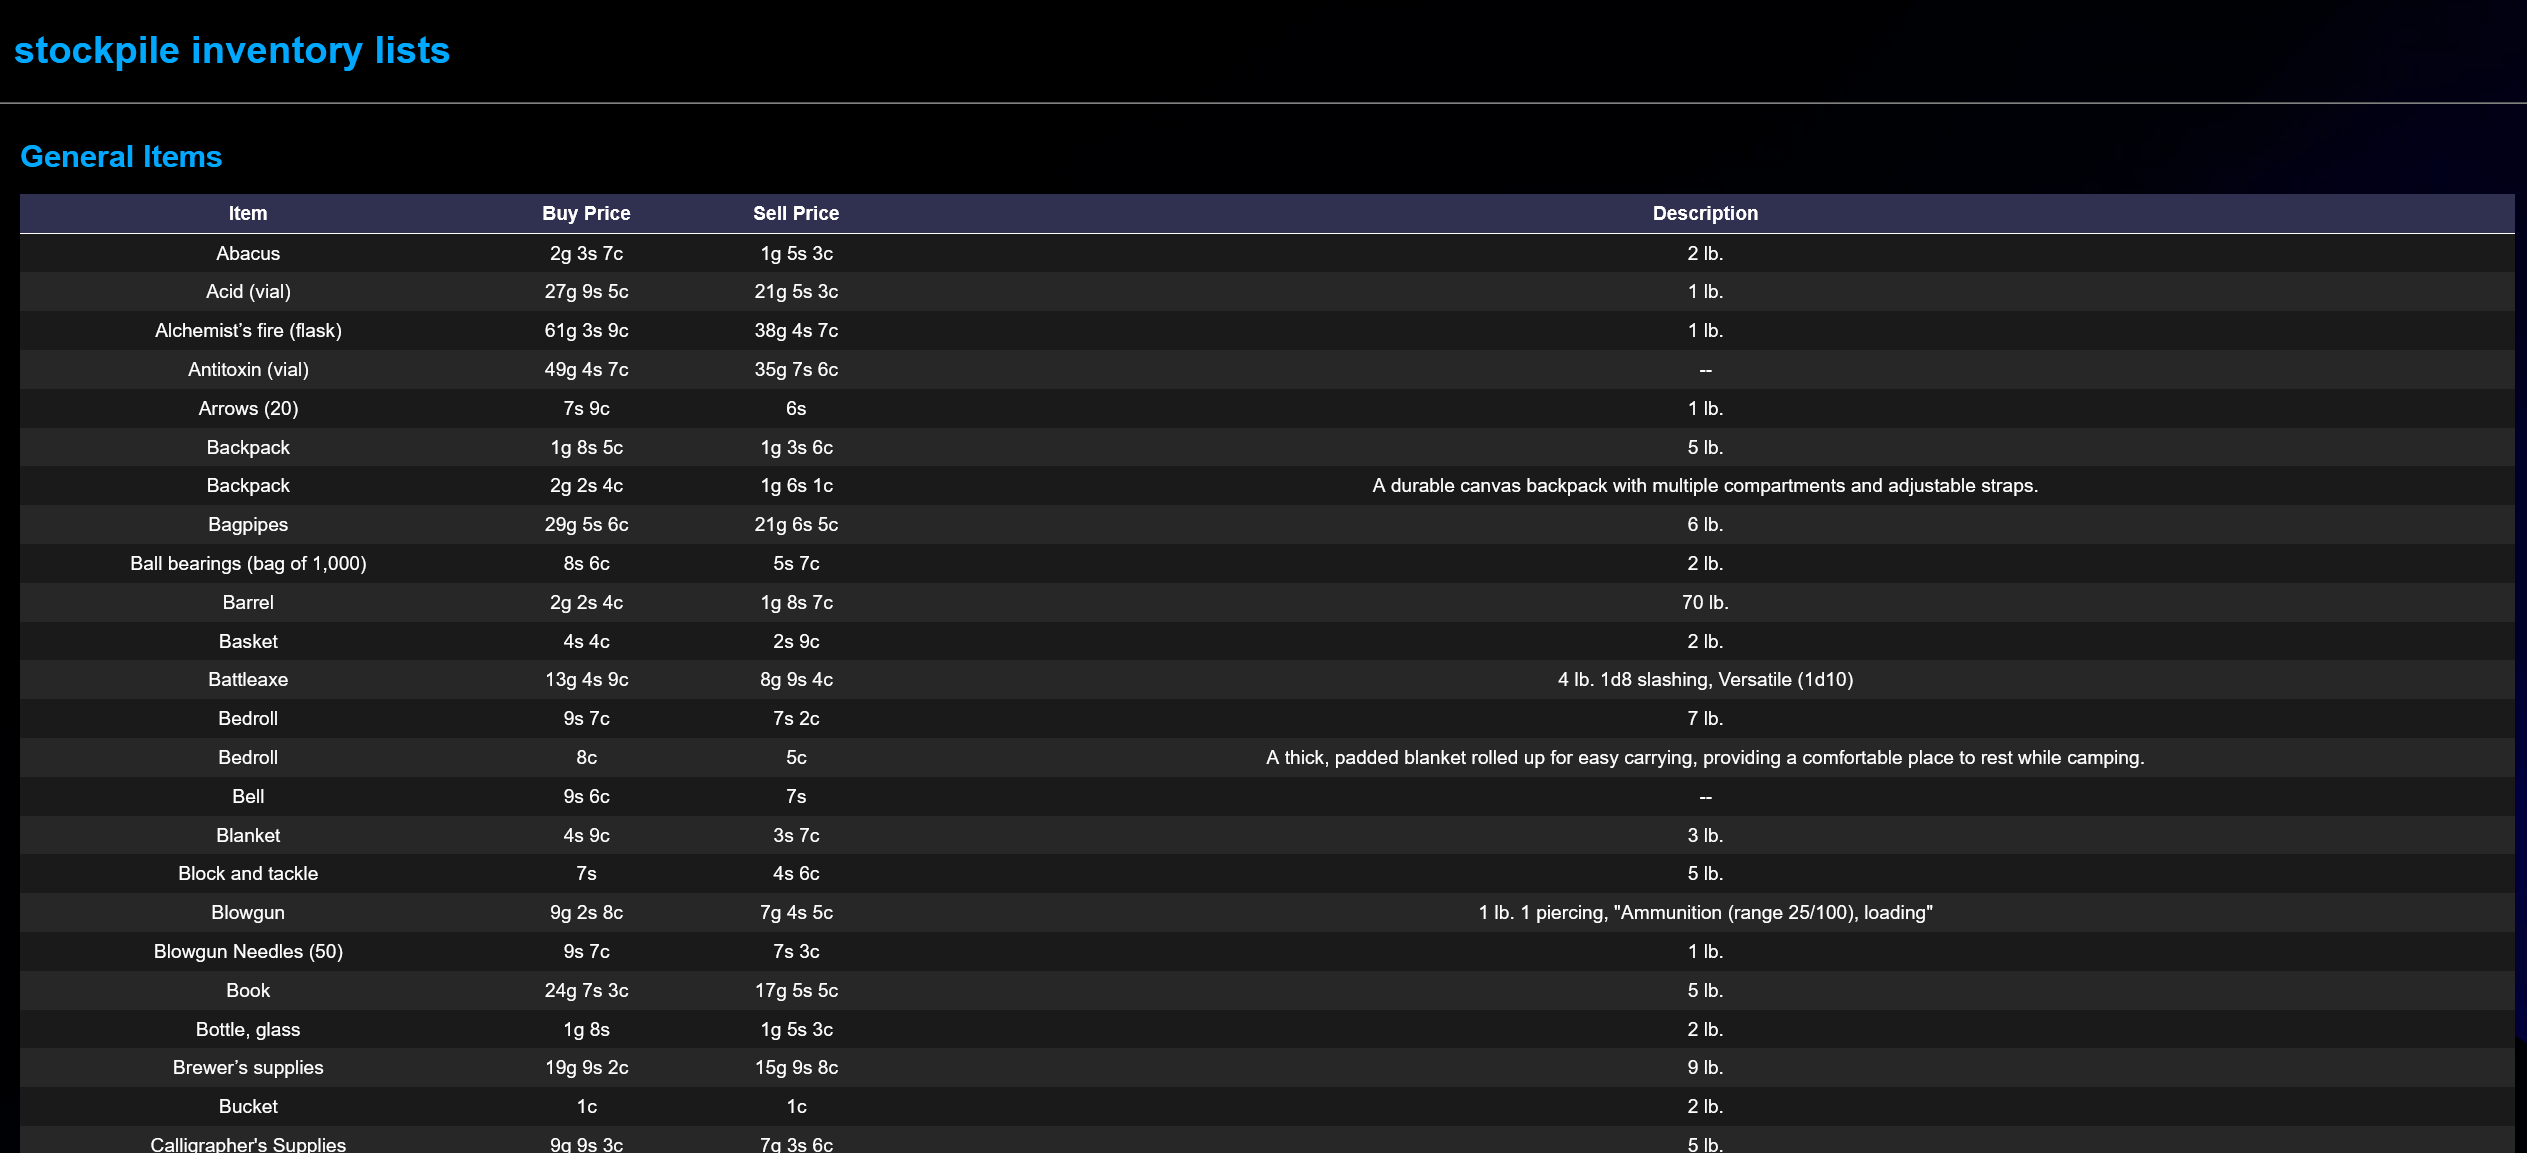 stockpile inventory lists
General Items
Item Buy Price Sell Price Description
Abacus 2g 3s 7c 1g 5s 3c 2 lb.
Acid (vial) 27g 9s 5c 21g 5s 3c 1 lb.
Alchemist’s fire (flask) 61g 3s 9c 38g 4s 7c 1 lb.
Antitoxin (vial) 49g 4s 7c 35g 7s 6c --
Arrows (20) 7s 9c 6s 1 lb.
Backpack 1g 8s 5c 1g 3s 6c 5 lb.
Backpack 2g 2s 4c 1g 6s 1c A durable canvas backpack with multiple compartments and adjustable straps.
Bagpipes 29g 5s 6c 21g 6s 5c 6 lb.
Ball bearings (bag of 1,000) 8s 6c 5s 7c 2 lb.
Barrel 2g 2s 4c 1g 8s 7c 70 lb.
Basket 4s 4c 2s 9c 2 lb.
Battleaxe 13g 4s 9c 8g 9s 4c 4 lb. 1d8 slashing, Versatile (1d10)
Bedroll 9s 7c 7s 2c 7 lb.
Bedroll 8c 5c A thick, padded blanket rolled up for easy carrying, providing a comfortable place to rest while camping.
Bell 9s 6c 7s --
Blanket 4s 9c 3s 7c 3 lb.
Block and tackle 7s 4s 6c 5 lb.
Blowgun 9g 2s 8c 7g 4s 5c 1 lb. 1 piercing, "Ammunition (range 25/100), loading"
Blowgun Needles (50) 9s 7c 7s 3c 1 lb.
Book 24g 7s 3c 17g 5s 5c 5 lb.
Bottle, glass 1g 8s 1g 5s 3c 2 lb.
Brewer’s supplies 19g 9s 2c 15g 9s 8c 9 lb.
Bucket 1c 1c 2 lb.
Calligrapher's Supplies 9g 9s 3c 7g 3s 6c 5 lb.